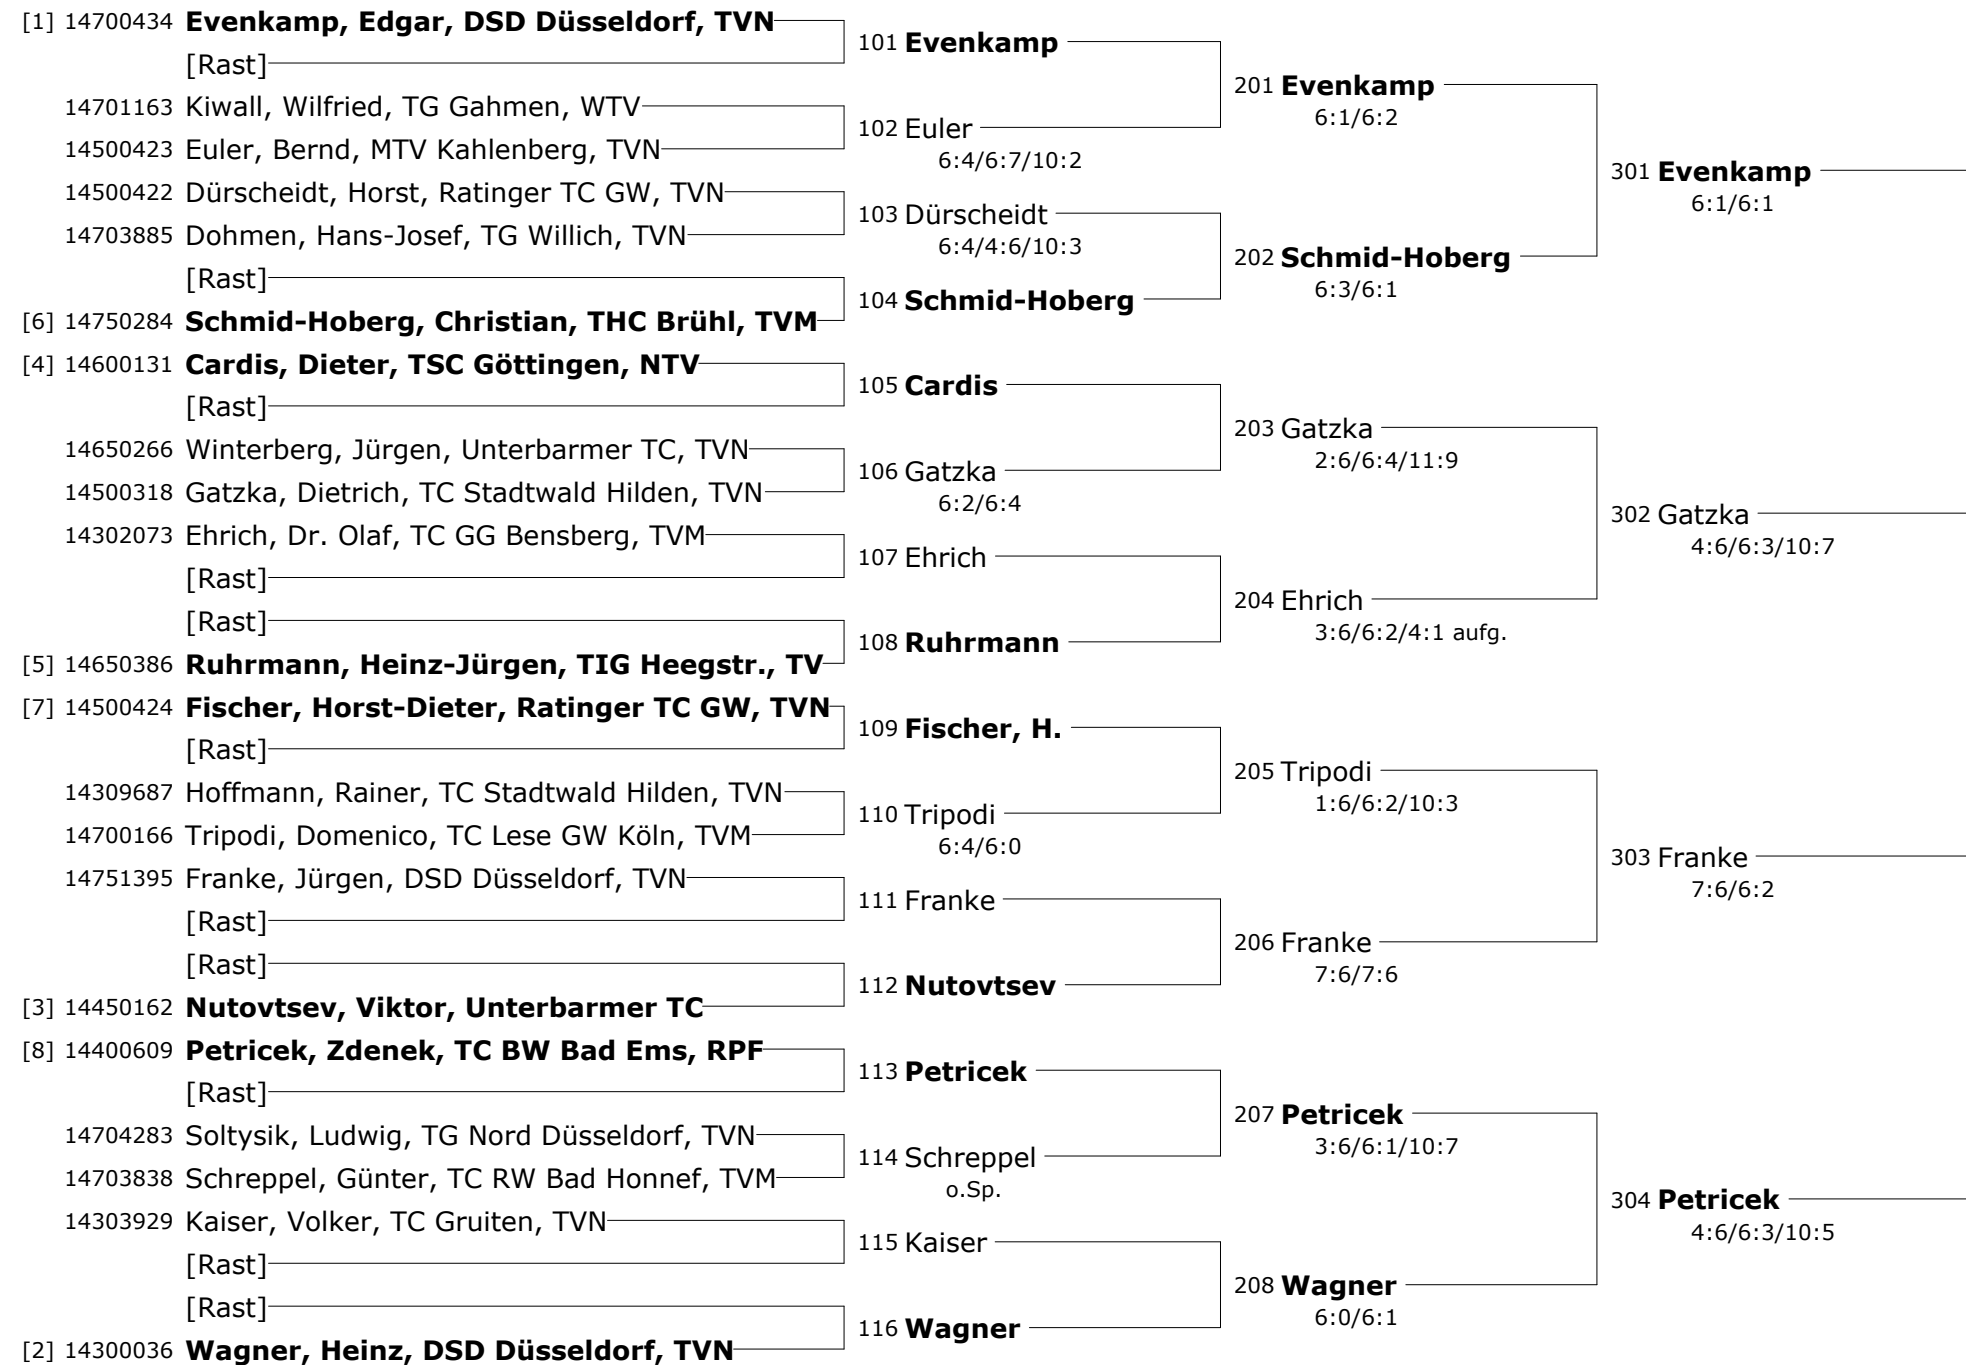 [1] 14700434 Evenkamp, Edgar, DSD Düsseldorf, TVN
[Rast]
14701163 Kiwall, Wilfried, TG Gahmen, WTV
14500423 Euler, Bernd, MTV Kahlenberg, TVN
14500422 Dürscheidt, Horst, Ratinger TC GW, TVN
14703885 Dohmen, Hans-Josef, TG Willich, TVN
[Rast]
[6] 14750284 Schmid-Hoberg, Christian, THC Brühl, TVM
[4] 14600131 Cardis, Dieter, TSC Göttingen, NTV
[Rast]
14650266 Winterberg, Jürgen, Unterbarmer TC, TVN
14500318 Gatzka, Dietrich, TC Stadtwald Hilden, TVN
14302073 Ehrich, Dr. Olaf, TC GG Bensberg, TVM
[Rast]
[Rast]
[5] 14650386 Ruhrmann, Heinz-Jürgen, TIG Heegstr., TV
[7] 14500424 Fischer, Horst-Dieter, Ratinger TC GW, TVN
[Rast]
14309687 Hoffmann, Rainer, TC Stadtwald Hilden, TVN
14700166 Tripodi, Domenico, TC Lese GW Köln, TVM
14751395 Franke, Jürgen, DSD Düsseldorf, TVN
[Rast]
[Rast]
[3] 14450162 Nutovtsev, Viktor, Unterbarmer TC
[8] 14400609 Petricek, Zdenek, TC BW Bad Ems, RPF
[Rast]
14704283 Soltysik, Ludwig, TG Nord Düsseldorf, TVN
14703838 Schreppel, Günter, TC RW Bad Honnef, TVM
14303929 Kaiser, Volker, TC Gruiten, TVN
[Rast]
[Rast]
[2] 14300036 Wagner, Heinz, DSD Düsseldorf, TVN
101 Evenkamp
102 Euler
6:4/6:7/10:2
103 Dürscheidt
6:4/4:6/10:3
104 Schmid-Hoberg
105 Cardis
106 Gatzka
6:2/6:4
107 Ehrich
108 Ruhrmann
109 Fischer, H.
110 Tripodi
6:4/6:0
111 Franke
112 Nutovtsev
113 Petricek
114 Schreppel
o.Sp.
115 Kaiser
116 Wagner
201 Evenkamp
6:1/6:2
202 Schmid-Hoberg
6:3/6:1
203 Gatzka
2:6/6:4/11:9
204 Ehrich
3:6/6:2/4:1 aufg.
205 Tripodi
1:6/6:2/10:3
206 Franke
7:6/7:6
207 Petricek
3:6/6:1/10:7
208 Wagner
6:0/6:1
301 Evenkamp
6:1/6:1
302 Gatzka
4:6/6:3/10:7
303 Franke
7:6/6:2
304 Petricek
4:6/6:3/10:5